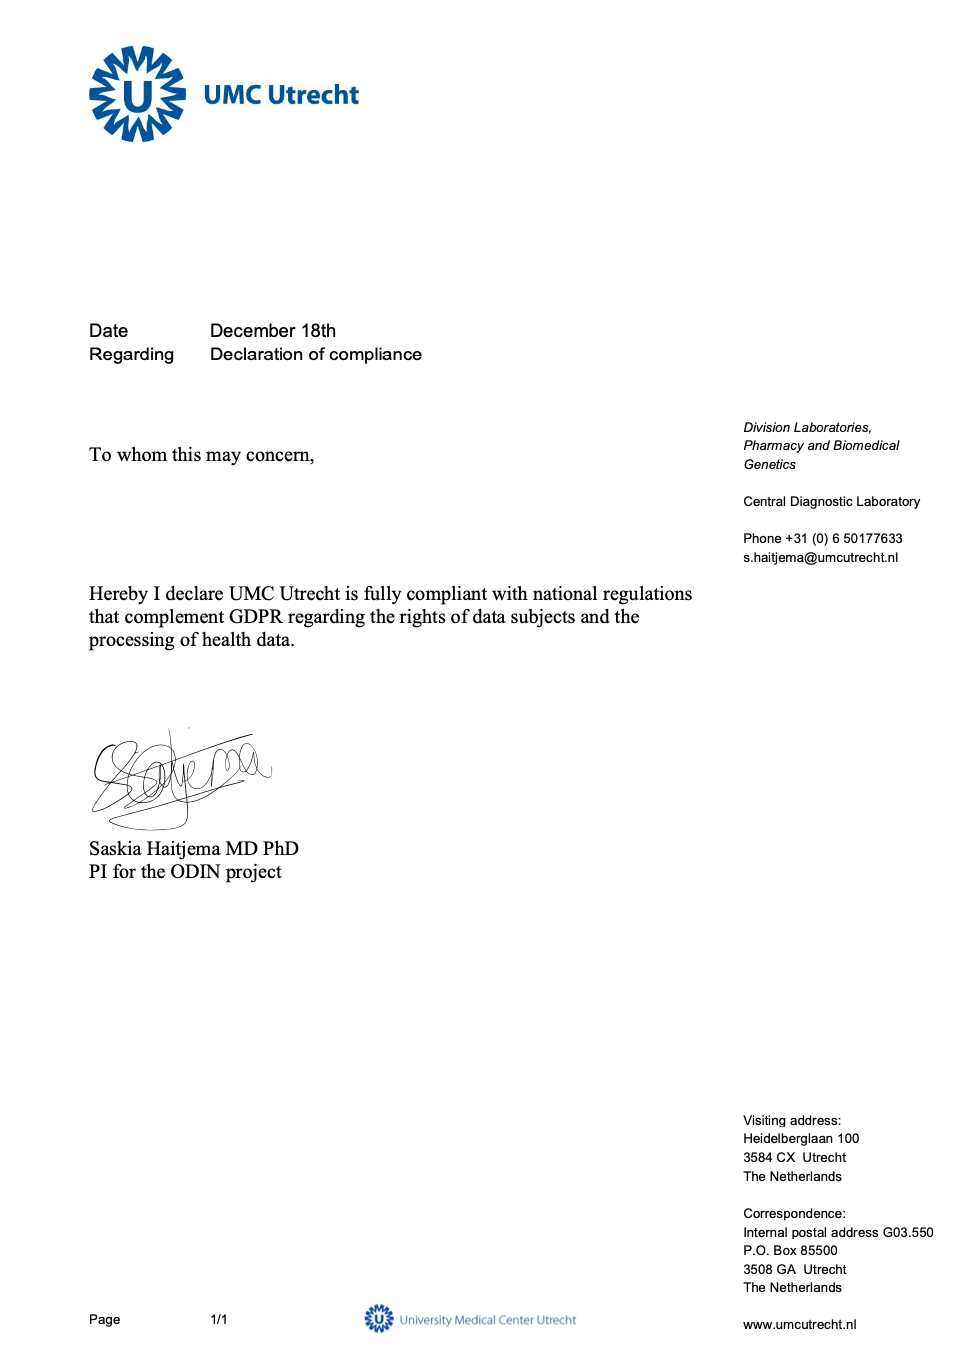 U
UMC Utrecht
Date December 18th
Regarding Declaration of compliance
Division Laboratories,
Pharmacy and Biomedical
Genetics
Central Diagnostic Laboratory
Phone +31 (0) 6 50177633
s.haitjema@umcutrecht.nl
To whom this may concern,
Hereby I declare UMC Utrecht is fully compliant with national regulations
that complement GDPR regarding the rights of data subjects and the
processing of health data.
SHaitjema
Saskia Haitjema MD PhD
PI for the ODIN project
Visiting address:
Heidelberglaan 100
3584 CX  Utrecht
The Netherlands
Correspondence:
Internal postal address G03.550
P.O. Box 85500
3508 GA  Utrecht
The Netherlands
www.umcutrecht.nl
Page 1/1
U University Medical Center Utrecht